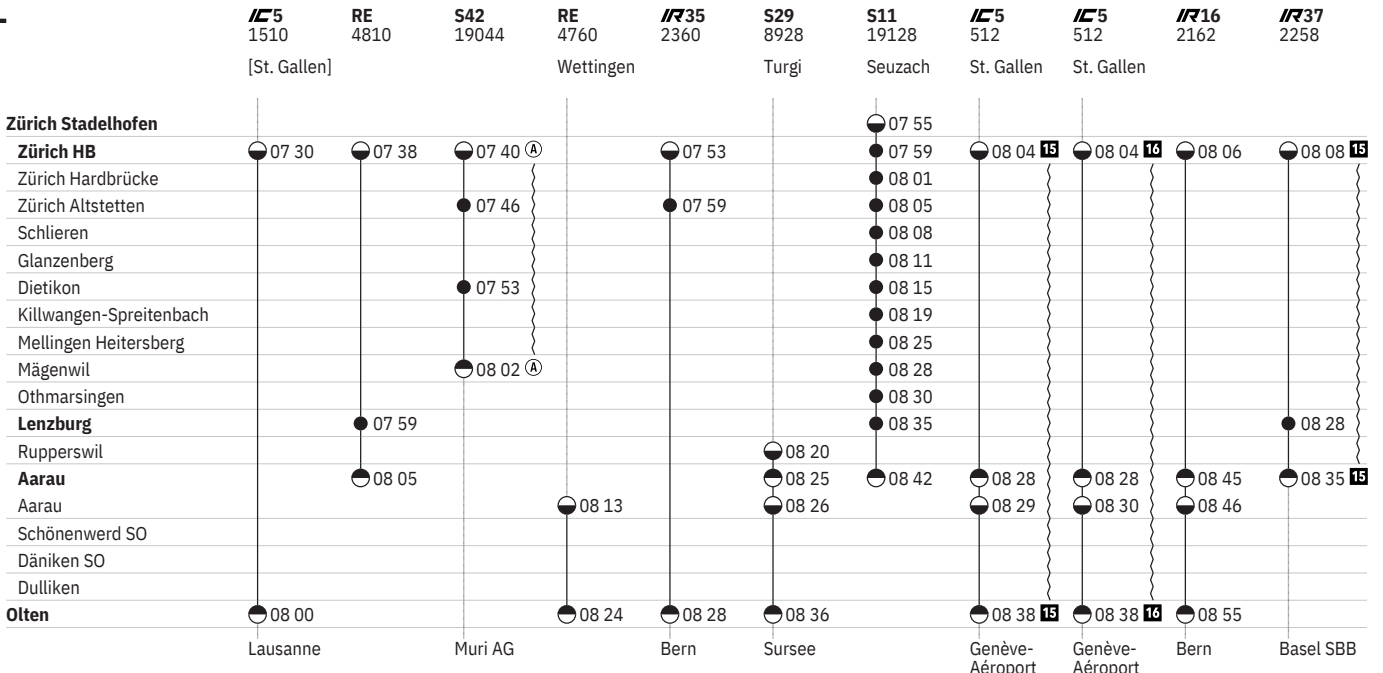 IC5 RE S42 RE IR35 S29 S11 IC5 IC5 IR16 IR37
1510 4810 19044 4760 2360 8928 19128 512 512 2162 2258
[St. Gallen] Wettingen Turgi Seuzach St. Gallen St. Gallen
Zürich Stadelhofen 07 55
Zürich HB 07 30 07 38 07 40 A 07 53 07 59 08 04 15 08 04 16 08 06 08 08 15
Zürich Hardbrücke 08 01
Zürich Altstetten 07 46 07 59 08 05
Schlieren 08 08
Glanzenberg 08 11
Dietikon 07 53 08 15
Killwangen-Spreitenbach 08 19
Mellingen Heitersberg 08 25
Mägenwil 08 02 A 08 28
Othmarsingen 08 30
Lenzburg 07 59 08 35 08 28
Rupperswil 08 20
Aarau 08 05 08 25 08 42 08 28 08 28 08 45 08 35 15
Aarau 08 13 08 26 08 29 08 30 08 46
Schönenwerd SO
Däniken SO
Dulliken
Olten 08 00 08 24 08 28 08 36 08 38 15 08 38 16 08 55
Lausanne Muri AG Bern Sursee Genève- Genève- Bern Basel SBB
Aéroport Aéroport